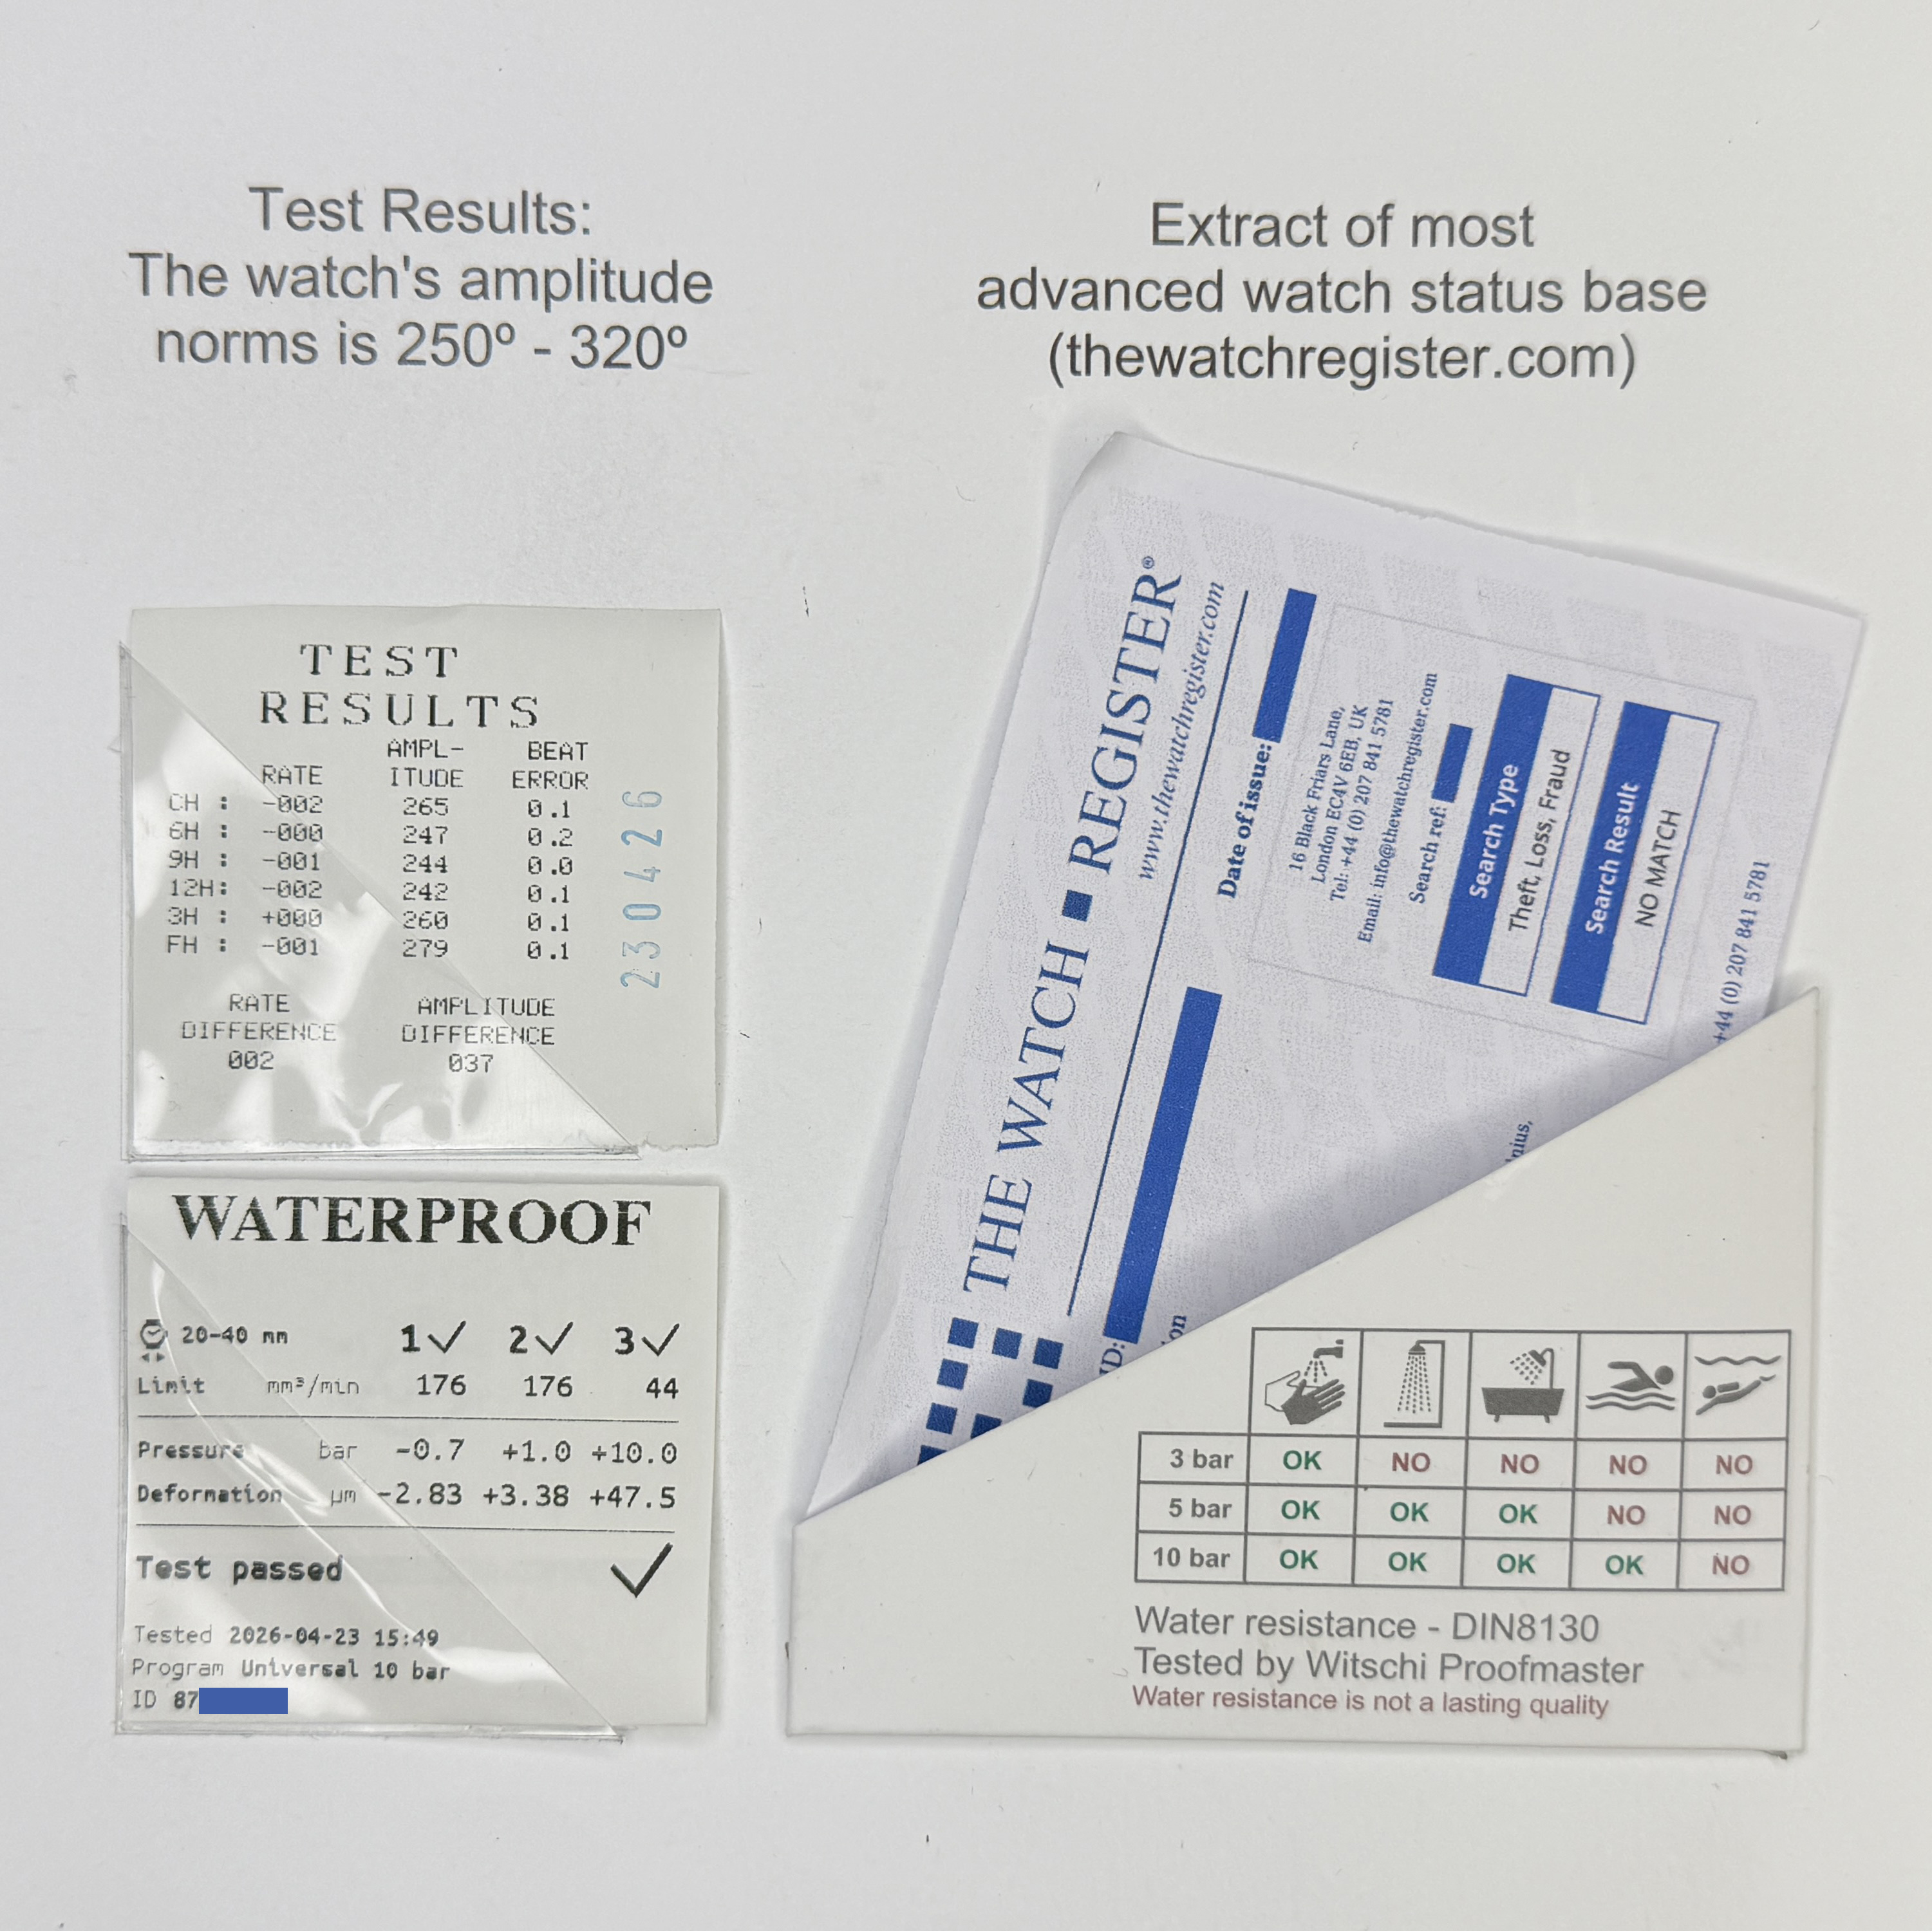 Test Results:
The watch's amplitude
norms is 250º - 320º
Extract of most
advanced watch status base
(thewatchregister.com)
TEST
RESULTS
AMPL- BEAT
RATE ITUDE ERROR
CH : -002 265 0.1
6H : -000 247 0.2
9H : -001 244 0.0
12H: -002 242 0.1
3H : +000 260 0.1
FH : -001 279 0.1
RATE AMPLITUDE
DIFFERENCE DIFFERENCE
002 037
230426
WATERPROOF
20-40 mm 1✓ 2✓ 3✓
Limit mm³/min 176 176 44
Pressure bar -0.7 +1.0 +10.0
Deformation µm -2.83 +3.38 +47.5
Test passed ✓
Tested 2026-04-23 15:49
Program Universal 10 bar
ID 87
THE WATCH ■ REGISTER®
www.thewatchregister.com
Date of issue:
ID:
16 Black Friars Lane,
London EC4V 6EB, UK
Tel: +44 (0) 207 841 5781
Email: info@thewatchregister.com
Search ref:
Search Type
Theft, Loss, Fraud
Search Result
NO MATCH
+44 (0) 207 841 5781
3 bar OK NO NO NO NO
5 bar OK OK OK NO NO
10 bar OK OK OK OK NO
Water resistance - DIN8130
Tested by Witschi Proofmaster
Water resistance is not a lasting quality